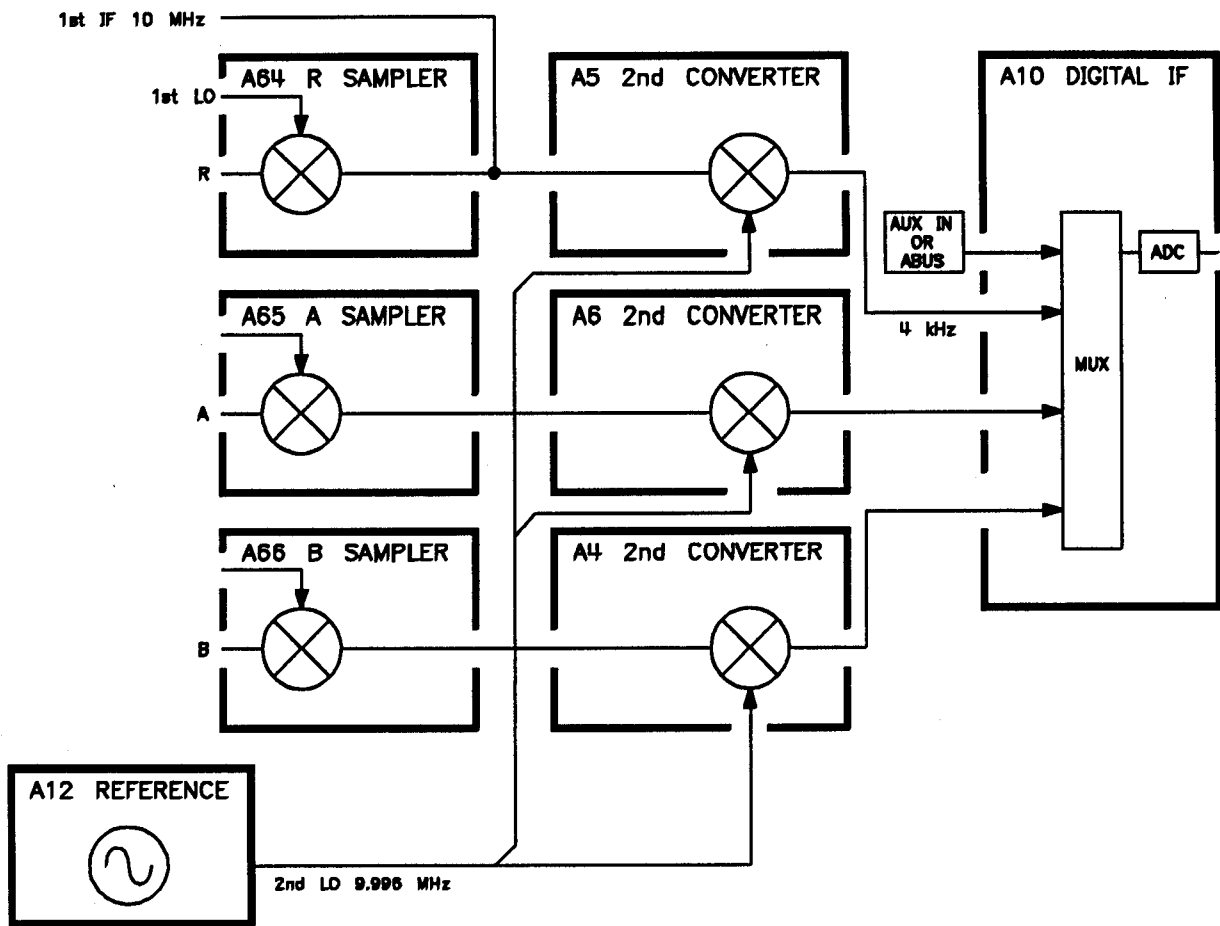 1st IF 10 MHz
A64 R SAMPLER
A5 2nd CONVERTER
A10 DIGITAL IF
1st LO
R
AUX IN
OR
ABUS
ADC
A65 A SAMPLER
A6 2nd CONVERTER
4 kHz
MUX
A
A66 B SAMPLER
A4 2nd CONVERTER
B
A12 REFERENCE
2nd LO 9.996 MHz